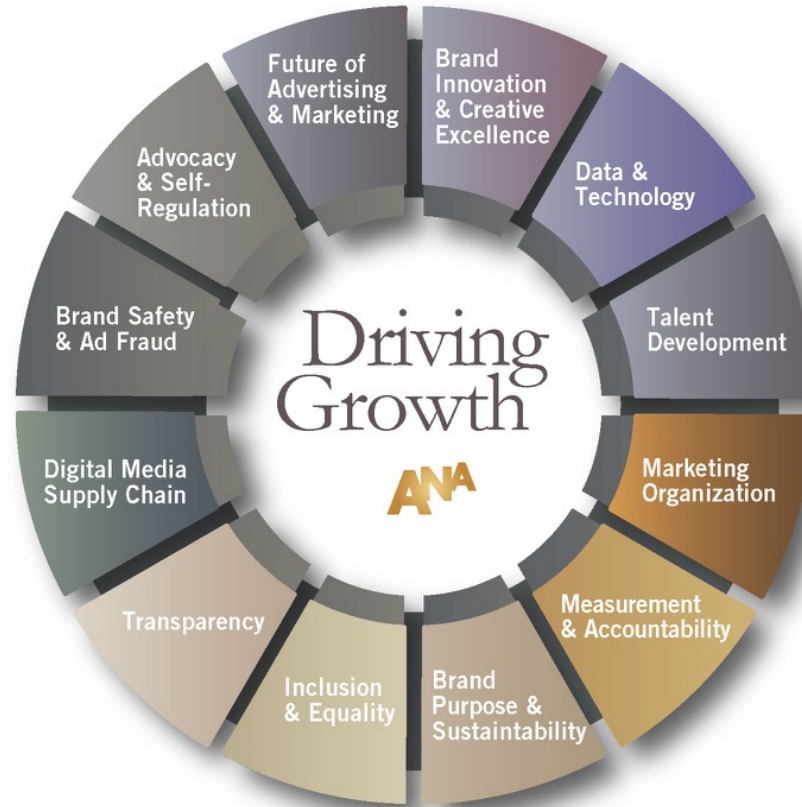 Future of
Advertising
& Marketing
Brand
Innovation
& Creative
Excellence
Data &
Technology
Talent
Development
Marketing
Organization
Measurement
& Accountability
Brand
Purpose &
Sustaintability
Inclusion
& Equality
Transparency
Digital Media
Supply Chain
Brand Safety
& Ad Fraud
Advocacy
& Self-
Regulation
Driving
Growth
ANA